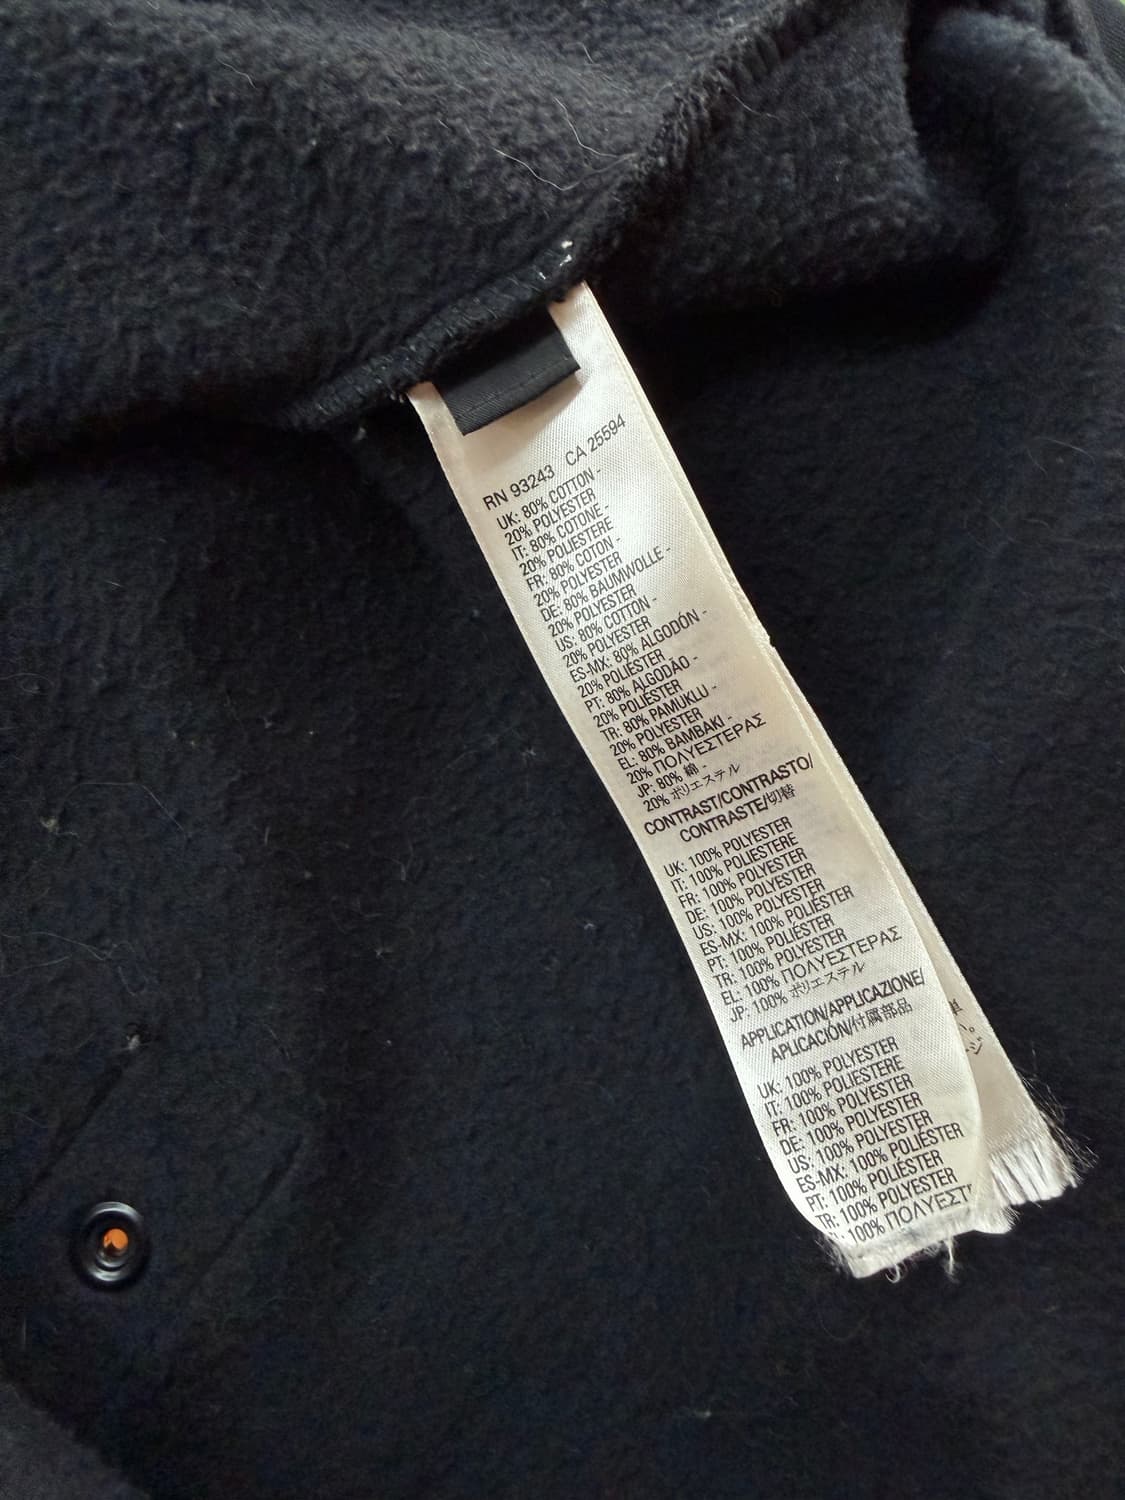 RN 93243 CA 25594
UK: 80% COTTON -
20% POLYESTER
IT: 80% COTONE -
20% POLIESTERE
FR: 80% COTON -
20% POLYESTER
DE: 80% BAUMWOLLE -
20% POLYESTER
US: 80% COTTON -
20% POLYESTER
ES-MX: 80% ALGODÓN -
20% POLIÉSTER
PT: 80% ALGODAO -
20% POLIÉSTER
TR: 80% PAMUKLU -
20% POLYESTER
EL: 80% BAMBAKI -
20% ΠΟΛΥΕΣΤΕΡΑΣ
JP: 80% 綿 -
20% ポリエステル
CONTRAST/CONTRASTO/
CONTRASTE/切替
UK: 100% POLYESTER
IT: 100% POLIESTERE
FR: 100% POLYESTER
DE: 100% POLYESTER
US: 100% POLYESTER
ES-MX: 100% POLIÉSTER
PT: 100% POLIÉSTER
TR: 100% POLYESTER
EL: 100% ΠΟΛΥΕΣΤΕΡΑΣ
JP: 100% ポリエステル
APPLICATION/APPLICAZIONE/
APLICACIÓN/付属部品
UK: 100% POLYESTER
IT: 100% POLIESTERE
FR: 100% POLYESTER
DE: 100% POLYESTER
US: 100% POLYESTER
ES-MX: 100% POLIÉSTER
PT: 100% POLIÉSTER
TR: 100% POLYESTER
100%